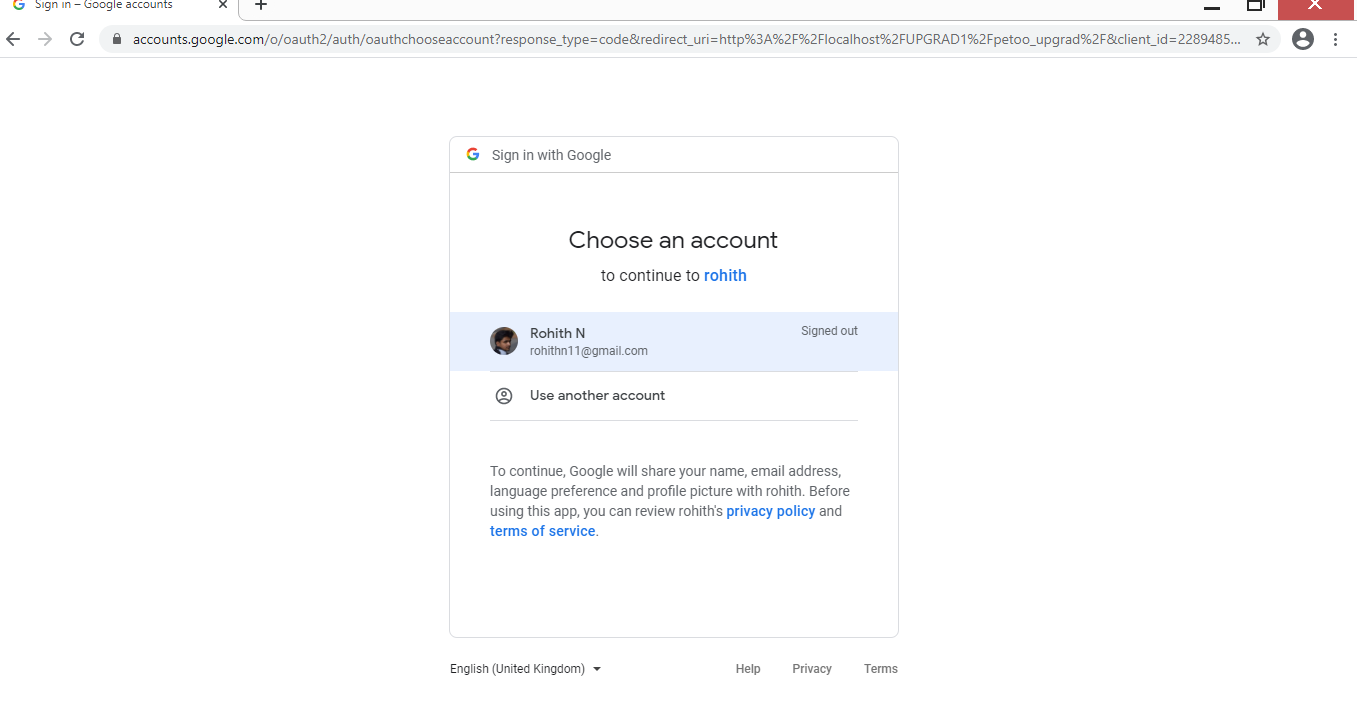 Sign in – Google accounts
accounts.google.com/o/oauth2/auth/oauthchooseaccount?response_type=code&redirect_uri=http%3A%2F%2Flocalhost%2FUPGRAD1%2Fpetoo_upgrad%2F&client_id=2289485...
Sign in with Google
Choose an account
to continue to rohith
Rohith N
Signed out
rohithn11@gmail.com
Use another account
To continue, Google will share your name, email address,
language preference and profile picture with rohith. Before
using this app, you can review rohith's privacy policy and
terms of service.
English (United Kingdom)
Help
Privacy
Terms